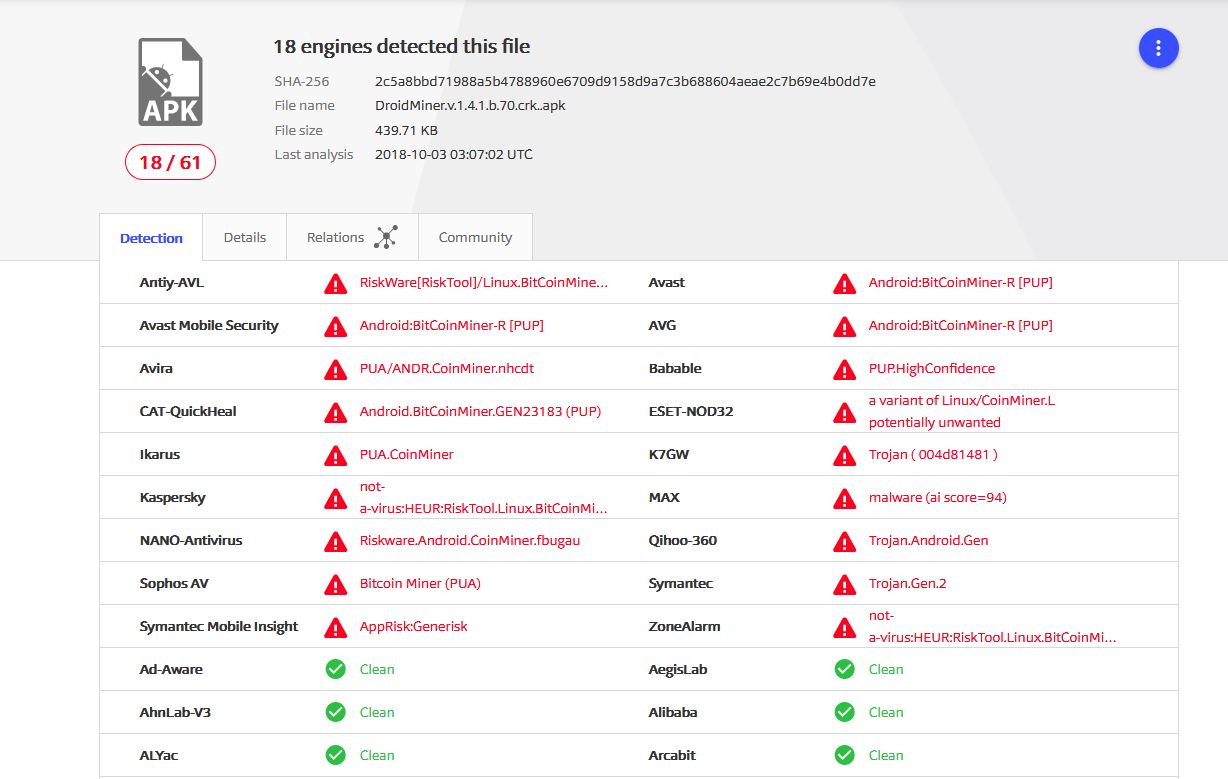 18 engines detected this file
SHA-256 2c5a8bbd71988a5b4788960e6709d9158d9a7c3b688604aeae2c7b69e4b0dd7e
File name DroidMiner.v.1.4.1.b.70.crk..apk
File size 439.71 KB
Last analysis 2018-10-03 03:07:02 UTC
APK
18 / 61
Detection Details Relations Community
Antiy-AVL RiskWare[RiskTool]/Linux.BitCoinMine... Avast Android:BitCoinMiner-R [PUP]
Avast Mobile Security Android:BitCoinMiner-R [PUP] AVG Android:BitCoinMiner-R [PUP]
Avira PUA/ANDR.CoinMiner.nhcdt Babable PUP.HighConfidence
CAT-QuickHeal Android.BitCoinMiner.GEN23183 (PUP) ESET-NOD32 a variant of Linux/CoinMiner.L
potentially unwanted
Ikarus PUA.CoinMiner K7GW Trojan ( 004d81481 )
Kaspersky not-
a-virus:HEUR:RiskTool.Linux.BitCoinMi... MAX malware (ai score=94)
NANO-Antivirus Riskware.Android.CoinMiner.fbugau Qihoo-360 Trojan.Android.Gen
Sophos AV Bitcoin Miner (PUA) Symantec Trojan.Gen.2
Symantec Mobile Insight AppRisk:Generisk ZoneAlarm not-
a-virus:HEUR:RiskTool.Linux.BitCoinMi...
Ad-Aware Clean AegisLab Clean
AhnLab-V3 Clean Alibaba Clean
ALYac Clean Arcabit Clean